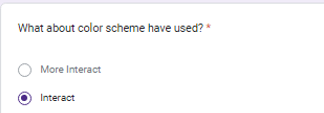 What about color scheme have used? *
More Interact
Interact